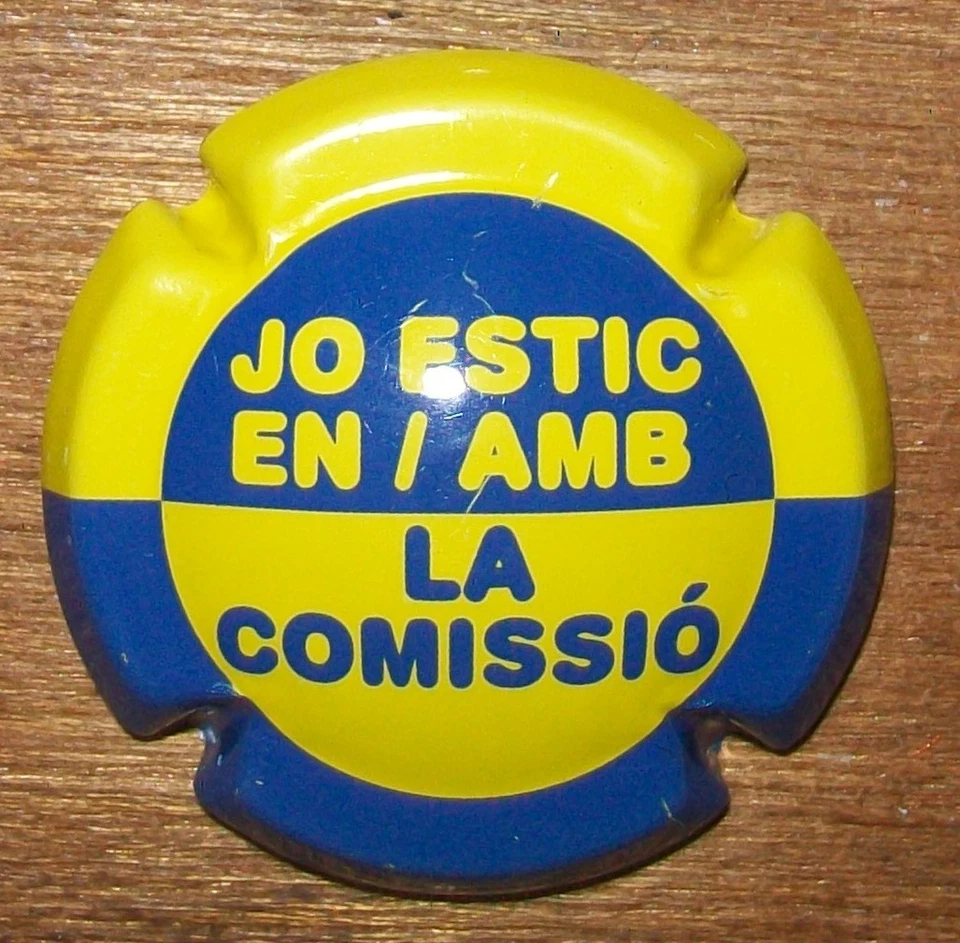 JO ESTIC
EN / AMB
LA
COMISSIÓ